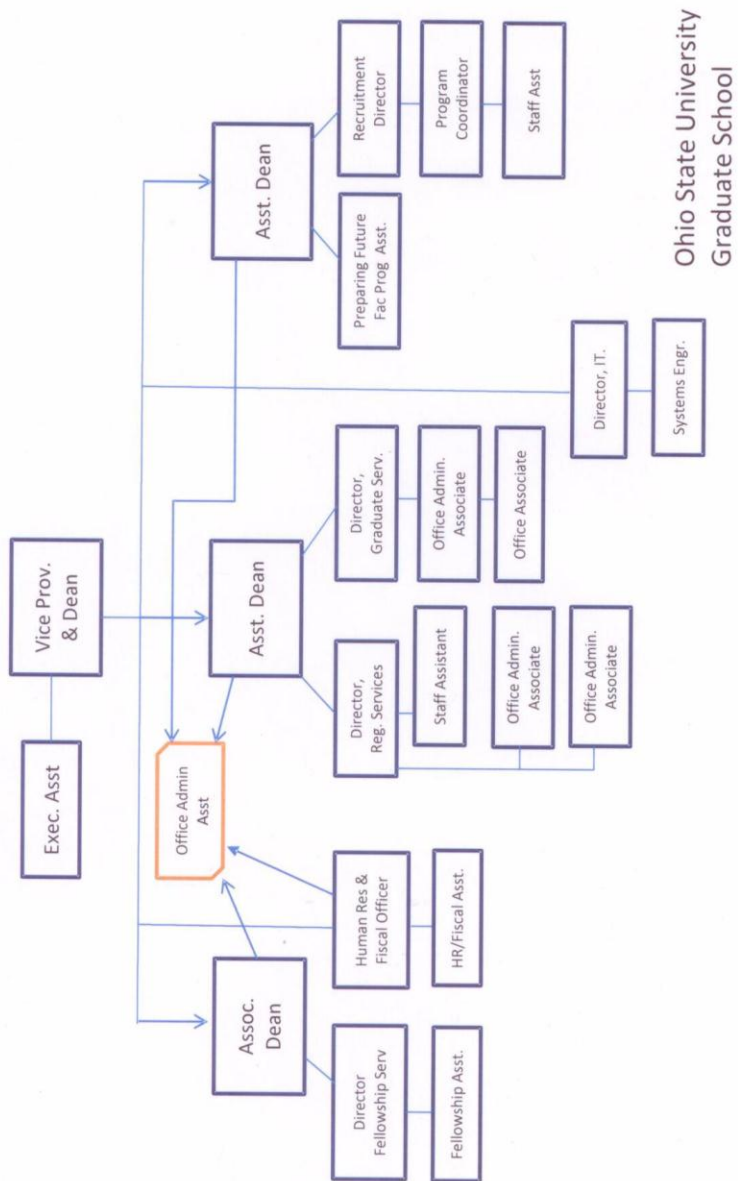 Vice Prov.
& Dean
Exec. Asst
Office Admin
Asst
Assoc.
Dean
Asst. Dean
Asst. Dean
Director
Fellowship Serv
Fellowship Asst.
Human Res &
Fiscal Officer
HR/Fiscal Asst.
Director,
Reg. Services
Staff Assistant
Office Admin.
Associate
Office Admin.
Associate
Director,
Graduate Serv.
Office Admin.
Associate
Office Associate
Preparing Future
Fac Prog Asst.
Recruitment
Director
Program
Coordinator
Staff Asst
Director, IT.
Systems Engr.
Ohio State University
Graduate School